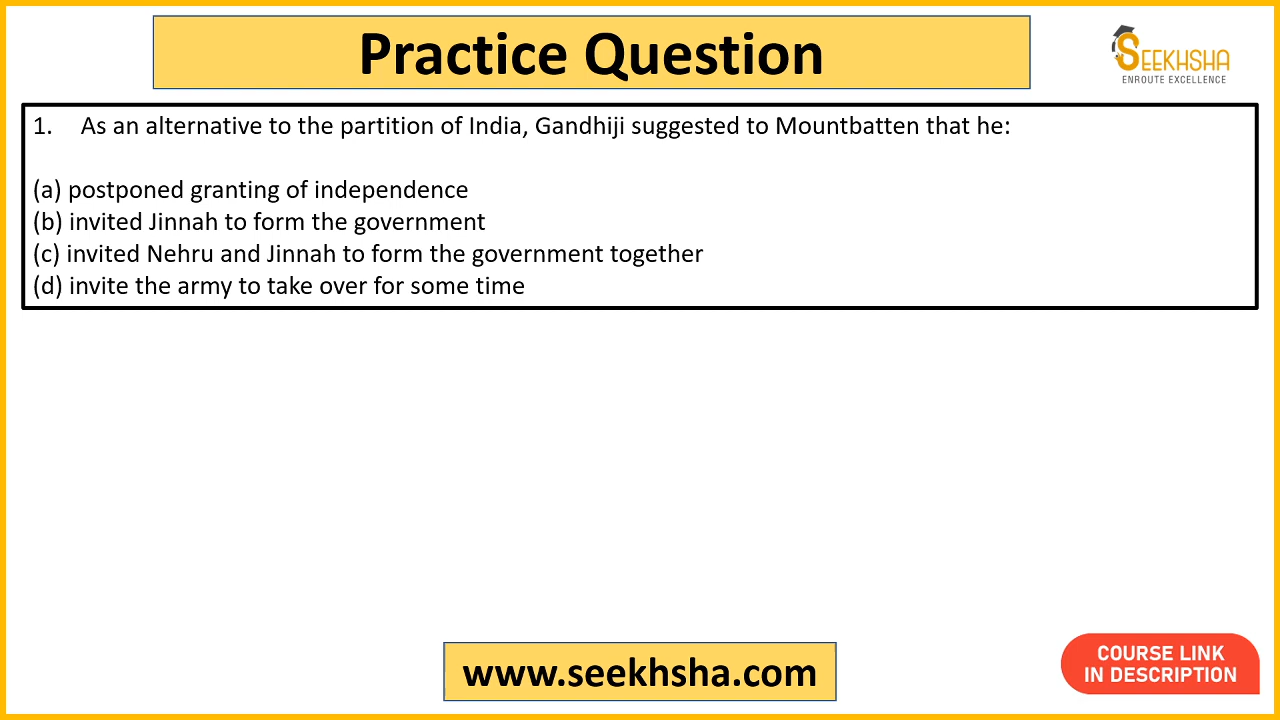 Practice Question
SEEKHSHA
ENROUTE EXCELLENCE
1. As an alternative to the partition of India, Gandhiji suggested to Mountbatten that he:
(a) postponed granting of independence
(b) invited Jinnah to form the government
(c) invited Nehru and Jinnah to form the government together
(d) invite the army to take over for some time
www.seekhsha.com
COURSE LINK
IN DESCRIPTION